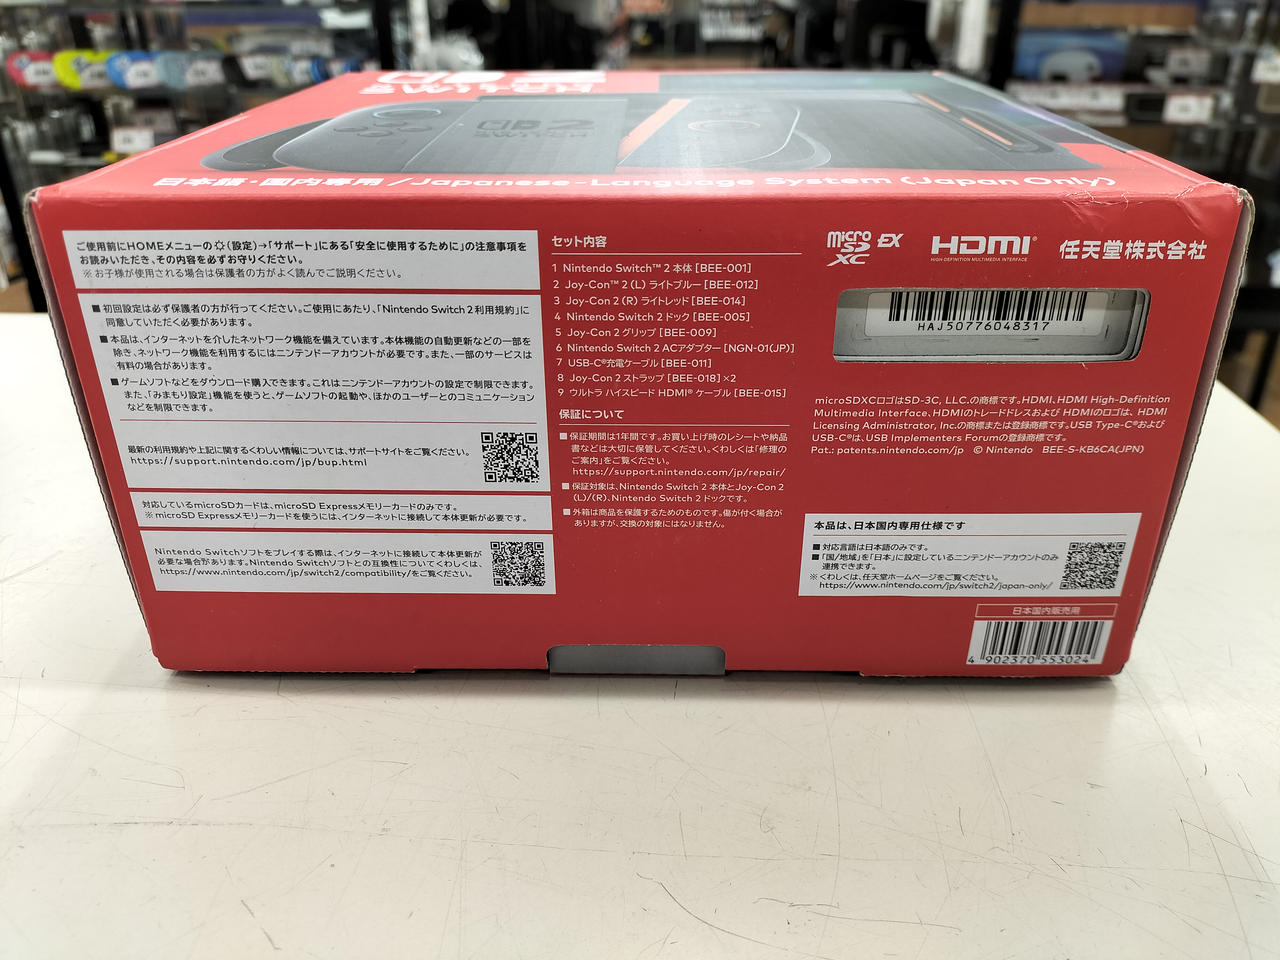 SWITCH
2
SWITCH
日本語・国内専用 / Japanese-Language System (Japan Only)
ご使用前にHOMEメニューの(設定)→「サポート」にある「安全に使用するために」の注意事項を
お読みいただき、その内容を必ずお守りください。
※お子様が使用される場合は保護者の方がよく読んでご説明ください。
■初回設定は必ず保護者の方が行ってください。ご使用にあたり、「Nintendo Switch 2 利用規約」に
同意していただく必要があります。
■本品は、インターネットを介したネットワーク機能を備えています。本体機能の自動更新などの一部を
除き、ネットワーク機能を利用するにはニンテンドーアカウントが必要です。また、一部のサービスは
有料の場合があります。
■ゲームソフトなどをダウンロード購入できます。これはニンテンドーアカウントの設定で制限できます。
また、「みまもり設定」機能を使うと、ゲームソフトの起動や、ほかのユーザーとのコミュニケーション
などを制限できます。
最新の利用規約や上記に関するくわしい情報については、サポートサイトをご覧ください。
https://support.nintendo.com/jp/bup.html
対応しているmicroSDカードは、microSD Expressメモリーカードのみです。
※microSD Expressメモリーカードを使うには、インターネットに接続して本体更新が必要です。
Nintendo Switchソフトをプレイする際は、インターネットに接続して本体更新が
必要な場合があります。Nintendo Switchソフトとの互換性についてくわしくは、
https://www.nintendo.com/jp/switch2/compatibility/をご覧ください。
セット内容
1 Nintendo Switch™ 2 本体 [BEE-001]
2 Joy-Con™ 2 (L) ライトブルー [BEE-012]
3 Joy-Con 2 (R) ライトレッド [BEE-014]
4 Nintendo Switch 2 ドック [BEE-005]
5 Joy-Con 2 グリップ [BEE-009]
6 Nintendo Switch 2 ACアダプター [NGN-01(JP)]
7 USB-C®充電ケーブル [BEE-011]
8 Joy-Con 2 ストラップ [BEE-018] ×2
9 ウルトラ ハイスピード HDMI® ケーブル [BEE-015]
保証について
■保証期間は1年間です。お買い上げ時のレシートや納品
書などは大切に保管してください。くわしくは「修理の
ご案内」をご覧ください。
https://support.nintendo.com/jp/repair/
■保証対象は、Nintendo Switch 2 本体とJoy-Con 2
(L)/(R)、Nintendo Switch 2 ドックです。
■外箱は商品を保護するためのものです。傷が付く場合が
ありますが、交換の対象にはなりません。
micro SD XC EX
HDMI®
HIGH-DEFINITION MULTIMEDIA INTERFACE
任天堂株式会社
HAJ50776048317
microSDXCロゴはSD-3C, LLC.の商標です。HDMI、HDMI High-Definition
Multimedia Interface、HDMIのトレードドレスおよび HDMIのロゴは、HDMI
Licensing Administrator, Inc.の商標または登録商標です。USB Type-C®および
USB-C®は、USB Implementers Forumの登録商標です。
Pat.: patents.nintendo.com/jp © Nintendo BEE-S-KB6CA(JPN)
本品は、日本国内専用仕様です
■対応言語は日本語のみです。
■「国/地域」を「日本」に設定しているニンテンドーアカウントのみ
連携できます。
※くわしくは、任天堂ホームページをご覧ください。
https://www.nintendo.com/jp/switch2/japan-only/
日本国内販売用
4 902370 553024